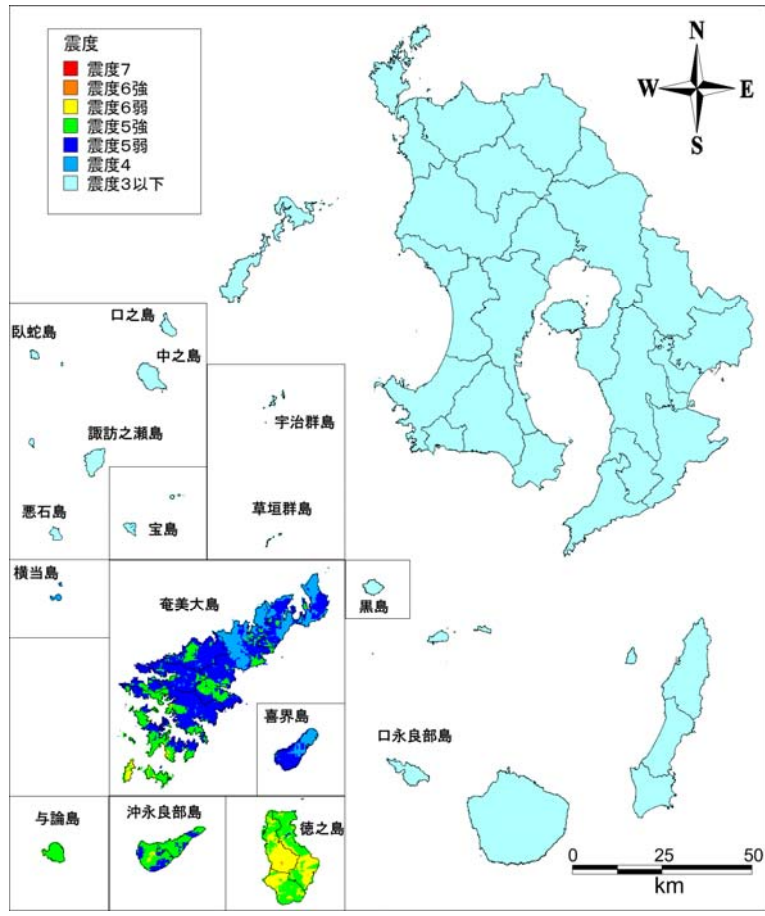 震度
震度7
震度6強
震度6弱
震度5強
震度5弱
震度4
震度3以下
N
W
E
S
口之島
臥蛇島
中之島
宇治群島
諏訪之瀬島
悪石島
宝島
草垣群島
横当島
奄美大島
黒島
喜界島
口永良部島
与論島
沖永良部島
徳之島
0 25 50
km